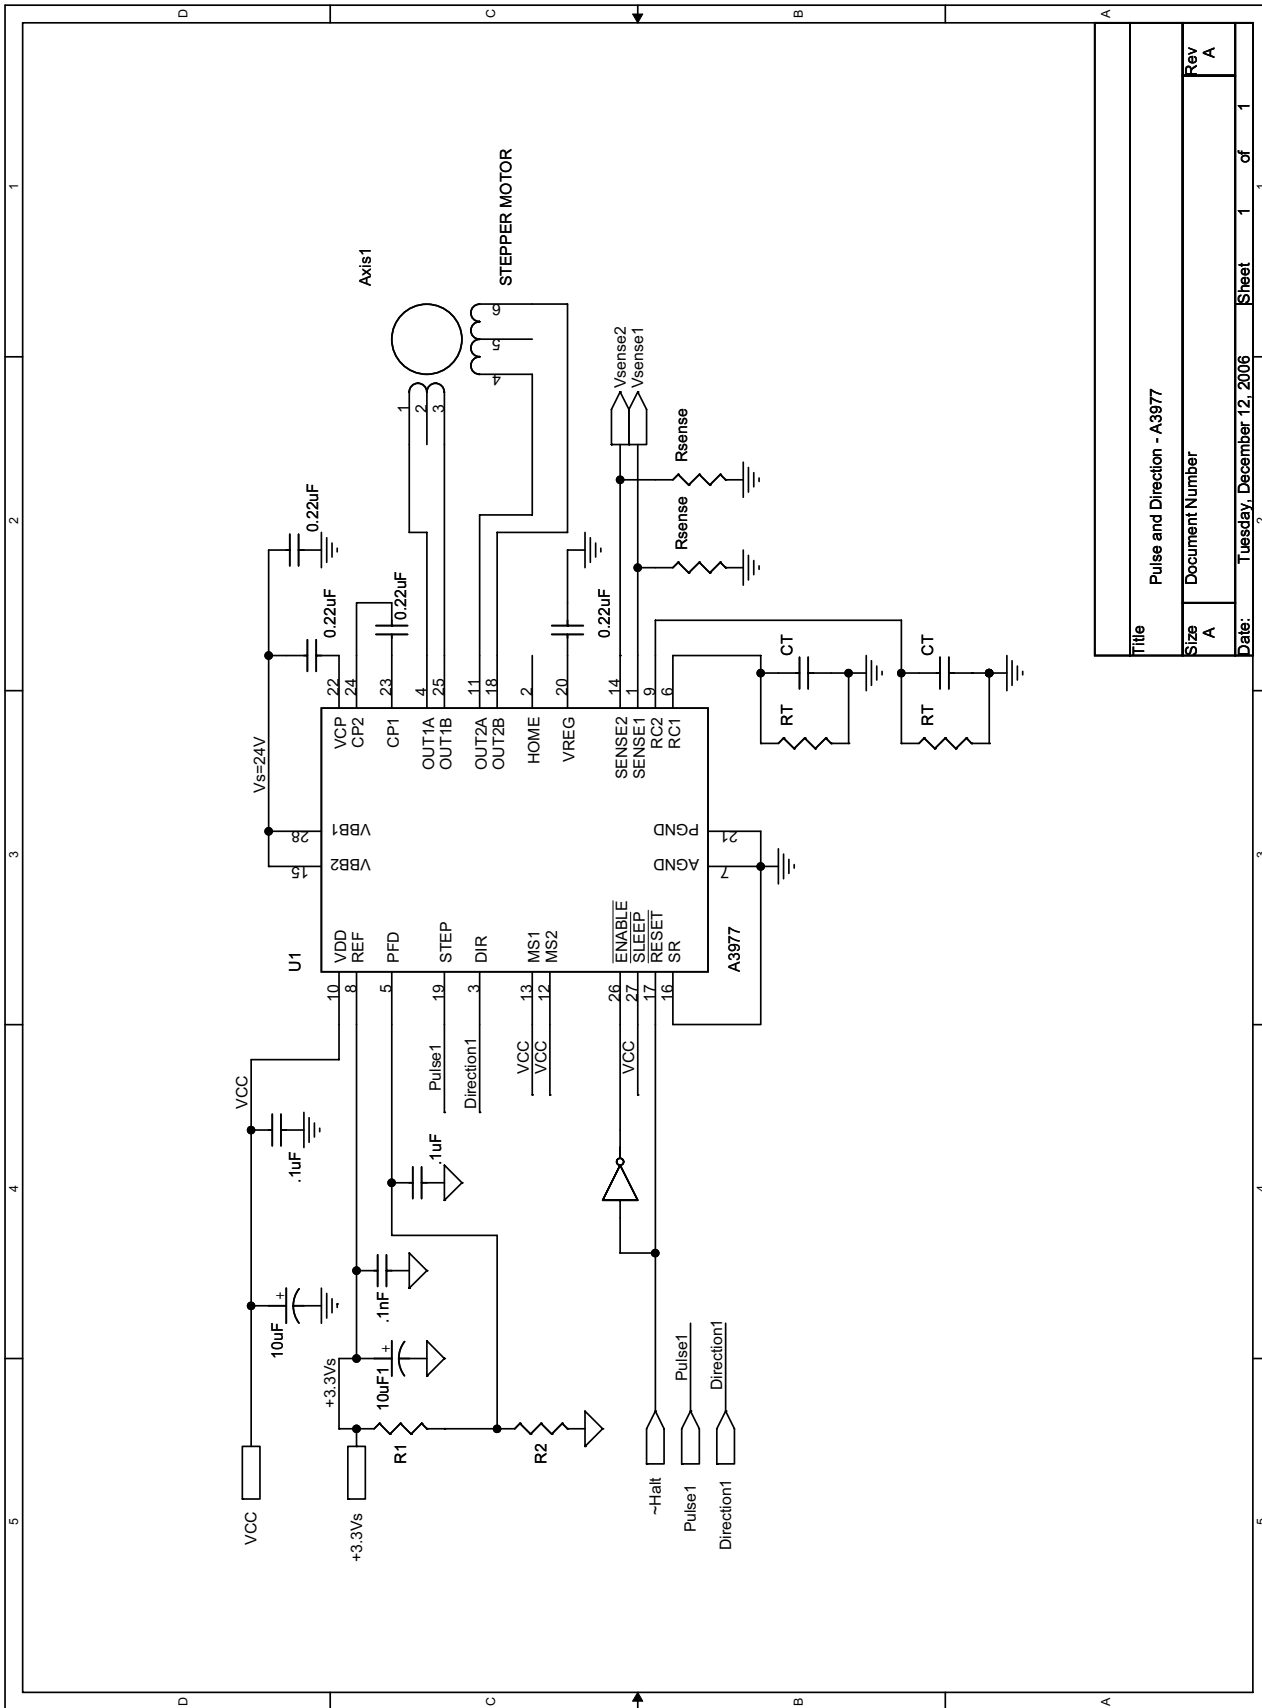 5
4
3
2
1
D
C
B
A
VCC
VCC
10uF
.1uF
+3.3Vs
+3.3Vs
10uF1
.1nF
R1
R2
.1uF
~Halt
Pulse1
Pulse1
Direction1
Direction1
Pulse1
Direction1
VCC
VCC
VCC
U1
10
VDD
8
REF
5
PFD
19
STEP
3
DIR
13
MS1
12
MS2
26
ENABLE
27
SLEEP
17
RESET
16
SR
A3977
15
VBB2
28
VBB1
7
AGND
21
PGND
VCP
22
CP2
24
CP1
23
OUT1A
4
OUT1B
25
OUT2A
11
OUT2B
18
HOME
2
VREG
20
SENSE2
14
SENSE1
1
RC2
9
RC1
6
Vs=24V
0.22uF
0.22uF
0.22uF
0.22uF
Axis1
1
2
3
4
5
6
STEPPER MOTOR
Rsense
Rsense
Vsense2
Vsense1
RT
CT
RT
CT
Title
Pulse and Direction - A3977
Size
A
Document Number
Rev
A
Date:
Tuesday, December 12, 2006
Sheet
1
of
1
D
C
B
A
5
4
3
2
1